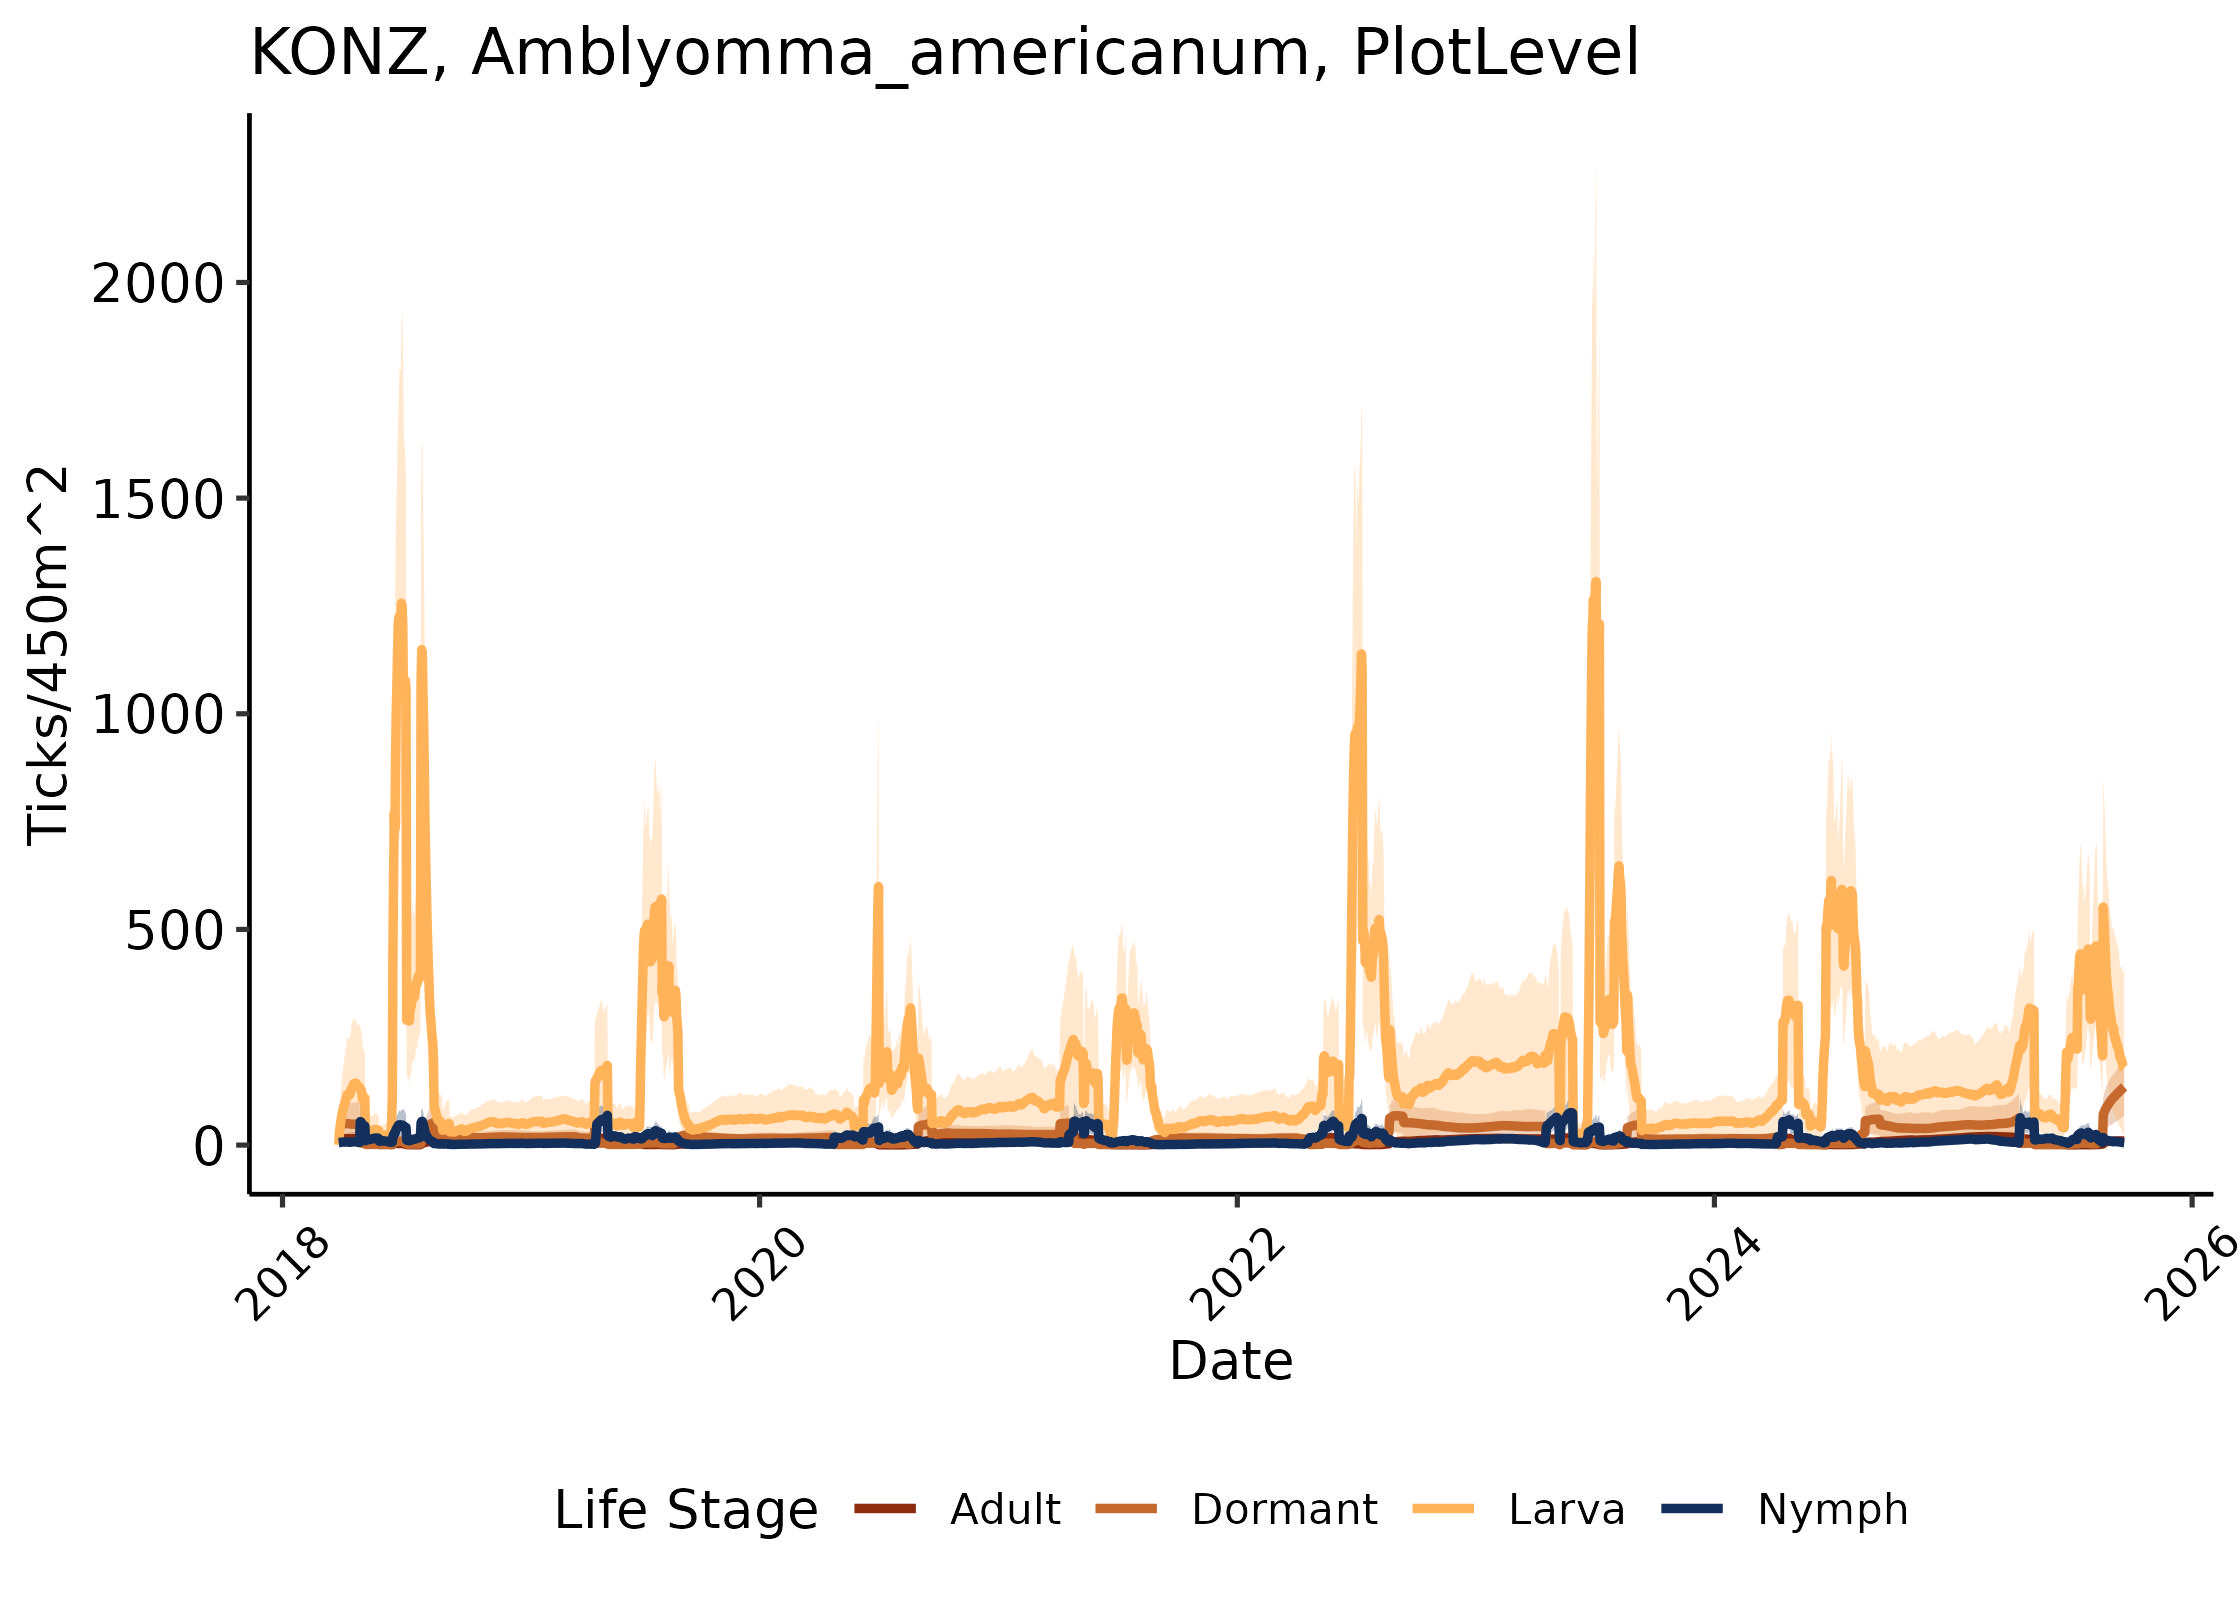 KONZ, Amblyomma_americanum, PlotLevel
Ticks/450m^2
2000
1500
1000
500
0
2018
2020
2022
2024
2026
Date
Life Stage
Adult
Dormant
Larva
Nymph